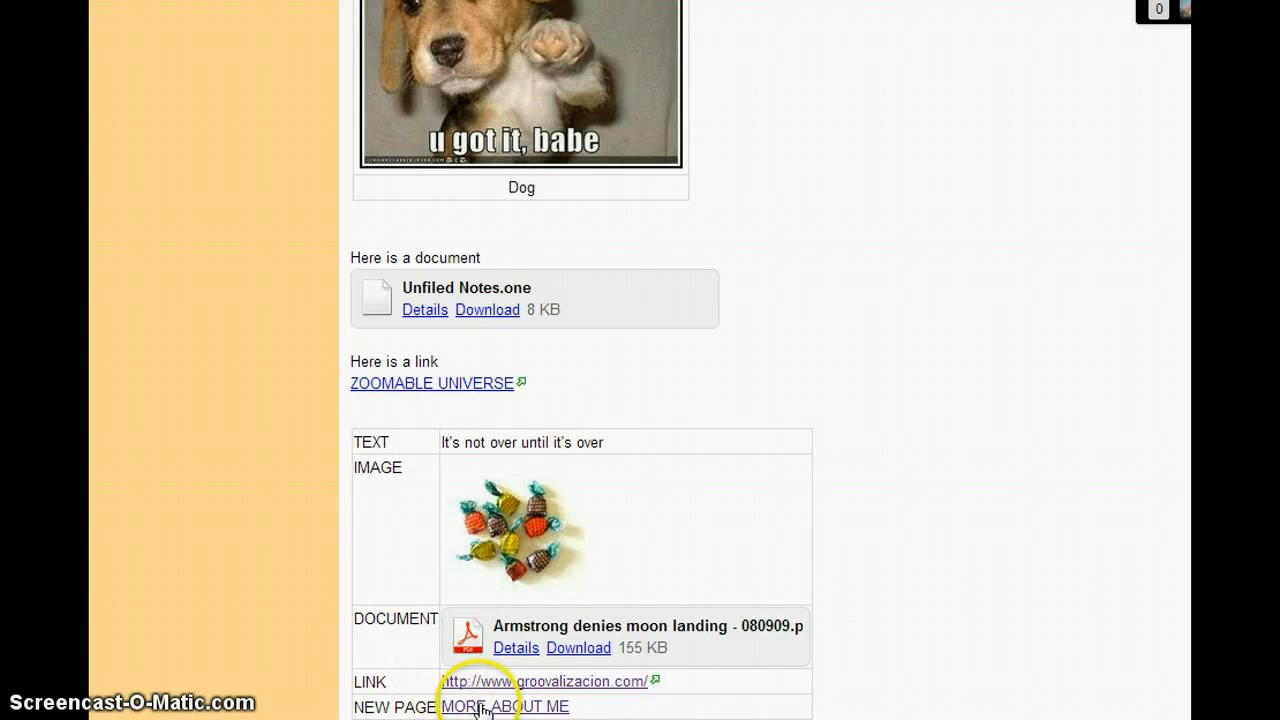 0
u got it, babe
Dog
Here is a document
Unfiled Notes.one
Details Download 8 KB
Here is a link
ZOOMABLE UNIVERSE
TEXT It's not over until it's over
IMAGE
DOCUMENT Armstrong denies moon landing - 080909.p
PDF
Details Download 155 KB
LINK http://www.groovalizacion.com/
NEW PAGE MORE ABOUT ME
Screencast-O-Matic.com